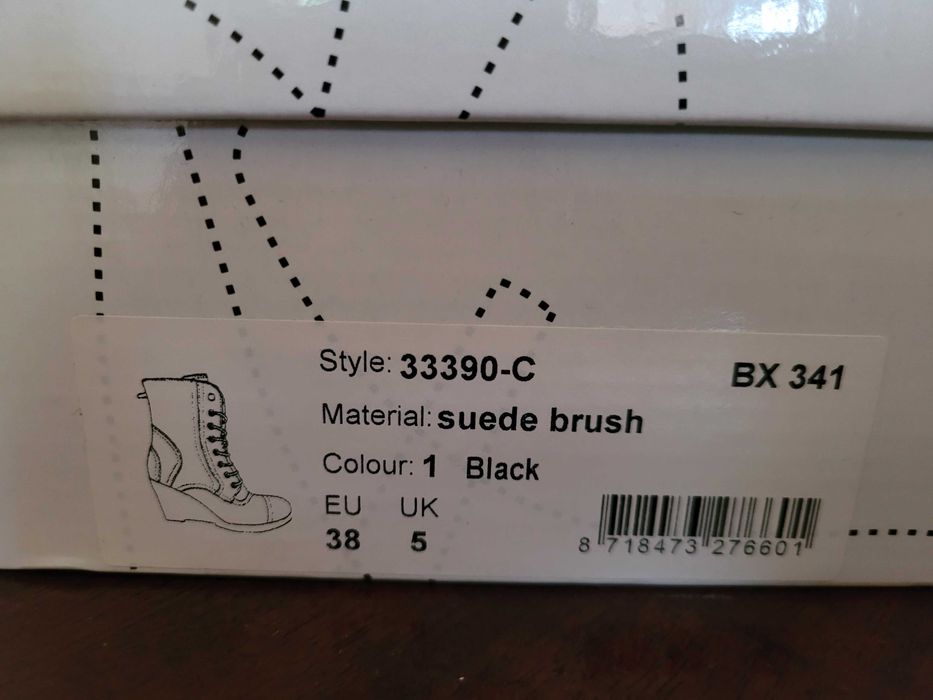 Style: 33390-C
BX 341
Material: suede brush
Colour: 1 Black
EU UK
38 5
8 718473 276601